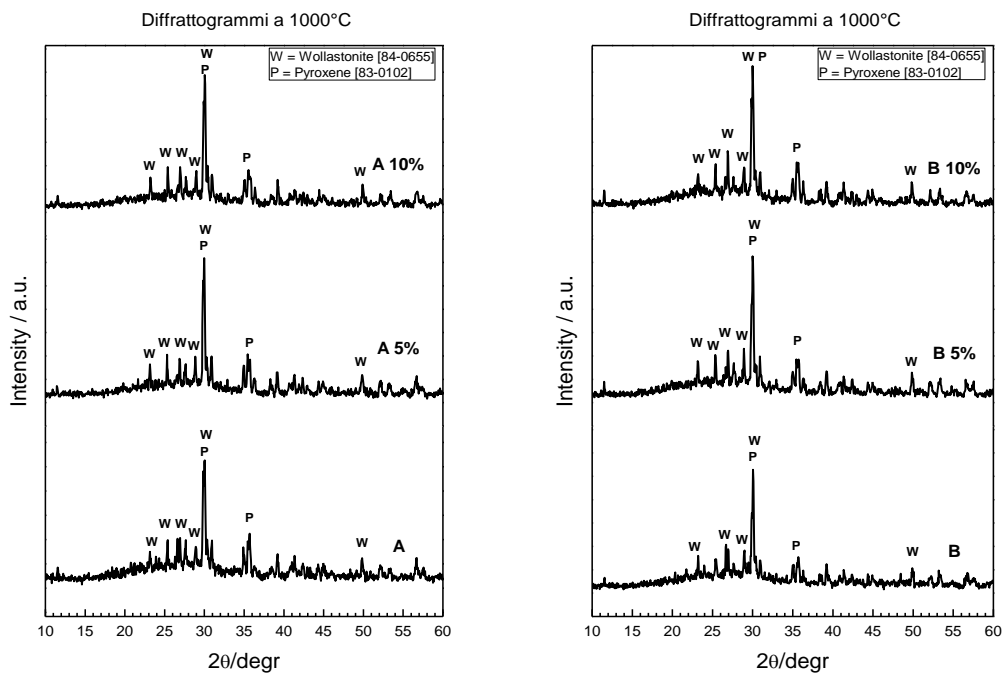 Diffrattogrammi a 1000°C
W = Wollastonite [84-0655]
P = Pyroxene [83-0102]
W
P
W
W
W
W
P
A 10%
W
W
P
W
W
W
W
P
A 5%
W
W
P
W
W
W
W
P
A
W
10 15 20 25 30 35 40 45 50 55 60
2θ/degr
Intensity / a.u.
Diffrattogrammi a 1000°C
W = Wollastonite [84-0655]
P = Pyroxene [83-0102]
W P
W
W
W
W
P
B 10%
W
W
P
W
W
W
W
P
B 5%
W
W
P
W
W
W
P
B
W
10 15 20 25 30 35 40 45 50 55 60
2θ/degr
Intensity / a.u.